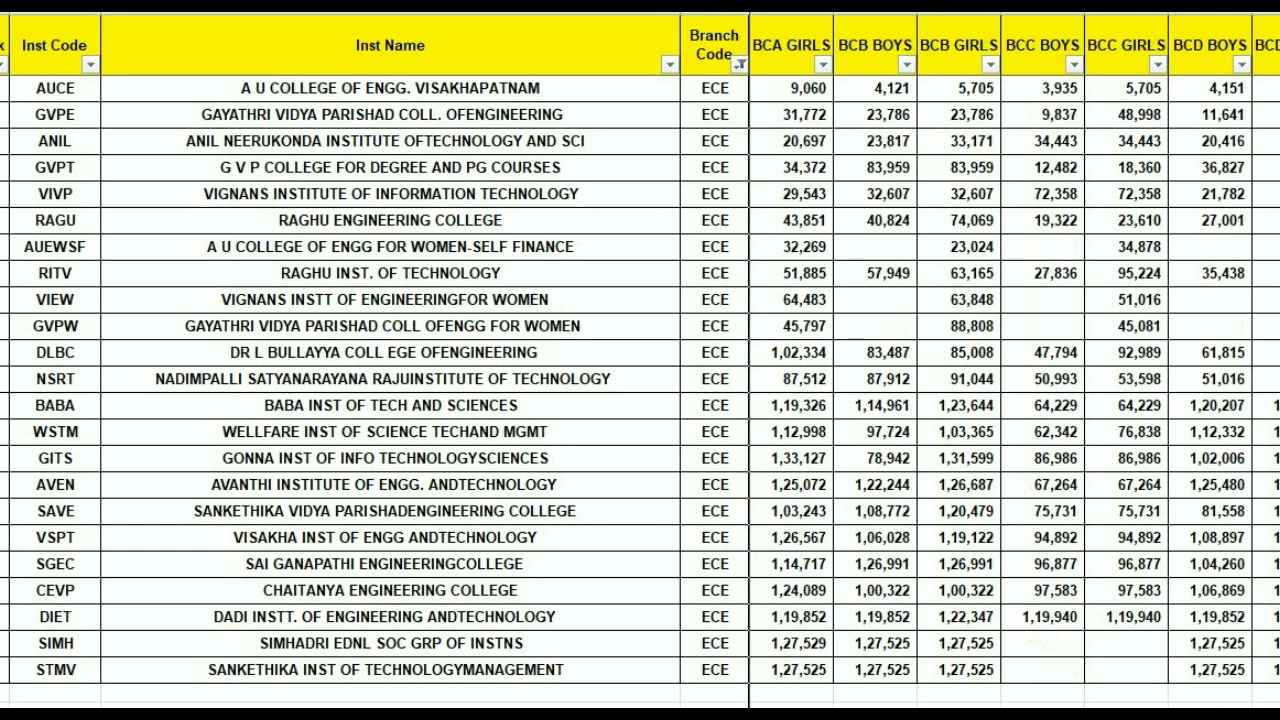 k Inst Code Inst Name Branch Code BCA GIRLS BCB BOYS BCB GIRLS BCC BOYS BCC GIRLS BCD BOYS BCD
AUCE A U COLLEGE OF ENGG. VISAKHAPATNAM ECE 9,060 4,121 5,705 3,935 5,705 4,151
GVPE GAYATHRI VIDYA PARISHAD COLL. OFENGINEERING ECE 31,772 23,786 23,786 9,837 48,998 11,641
ANIL ANIL NEERUKONDA INSTITUTE OFTECHNOLOGY AND SCI ECE 20,697 23,817 33,171 34,443 34,443 20,416
GVPT G V P COLLEGE FOR DEGREE AND PG COURSES ECE 34,372 83,959 83,959 12,482 18,360 36,827
VIVP VIGNANS INSTITUTE OF INFORMATION TECHNOLOGY ECE 29,543 32,607 32,607 72,358 72,358 21,782
RAGU RAGHU ENGINEERING COLLEGE ECE 43,851 40,824 74,069 19,322 23,610 27,001
AUEWSF A U COLLEGE OF ENGG FOR WOMEN-SELF FINANCE ECE 32,269 23,024 34,878
RITV RAGHU INST. OF TECHNOLOGY ECE 51,885 57,949 63,165 27,836 95,224 35,438
VIEW VIGNANS INSTT OF ENGINEERINGFOR WOMEN ECE 64,483 63,848 51,016
GVPW GAYATHRI VIDYA PARISHAD COLL OFENGG FOR WOMEN ECE 45,797 88,808 45,081
DLBC DR L BULLAYYA COLL EGE OFENGINEERING ECE 1,02,334 83,487 85,008 47,794 92,989 61,815
NSRT NADIMPALLI SATYANARAYANA RAJUINSTITUTE OF TECHNOLOGY ECE 87,512 87,912 91,044 50,993 53,598 51,016
BABA BABA INST OF TECH AND SCIENCES ECE 1,19,326 1,14,961 1,23,644 64,229 64,229 1,20,207 1
WSTM WELLFARE INST OF SCIENCE TECHAND MGMT ECE 1,12,998 97,724 1,03,365 62,342 76,838 1,12,332 1
GITS GONNA INST OF INFO TECHNOLOGYSCIENCES ECE 1,33,127 78,942 1,31,599 86,986 86,986 1,02,006 1
AVEN AVANTHI INSTITUTE OF ENGG. ANDTECHNOLOGY ECE 1,25,072 1,22,244 1,26,687 67,264 67,264 1,25,480 1
SAVE SANKETHIKA VIDYA PARISHADENGINEERING COLLEGE ECE 1,03,243 1,08,772 1,20,479 75,731 75,731 81,558 1
VSPT VISAKHA INST OF ENGG ANDTECHNOLOGY ECE 1,26,567 1,06,028 1,19,122 94,892 94,892 1,08,897 1
SGEC SAI GANAPATHI ENGINEERINGCOLLEGE ECE 1,14,717 1,26,991 1,26,991 96,877 96,877 1,04,260 1
CEVP CHAITANYA ENGINEERING COLLEGE ECE 1,24,089 1,00,322 1,00,322 97,583 97,583 1,06,869 1
DIET DADI INSTT. OF ENGINEERING ANDTECHNOLOGY ECE 1,19,852 1,19,852 1,22,347 1,19,940 1,19,940 1,19,852 1
SIMH SIMHADRI EDNL SOC GRP OF INSTNS ECE 1,27,529 1,27,525 1,27,525 1,27,525 1
STMV SANKETHIKA INST OF TECHNOLOGYMANAGEMENT ECE 1,27,525 1,27,525 1,27,525 1,27,525 1